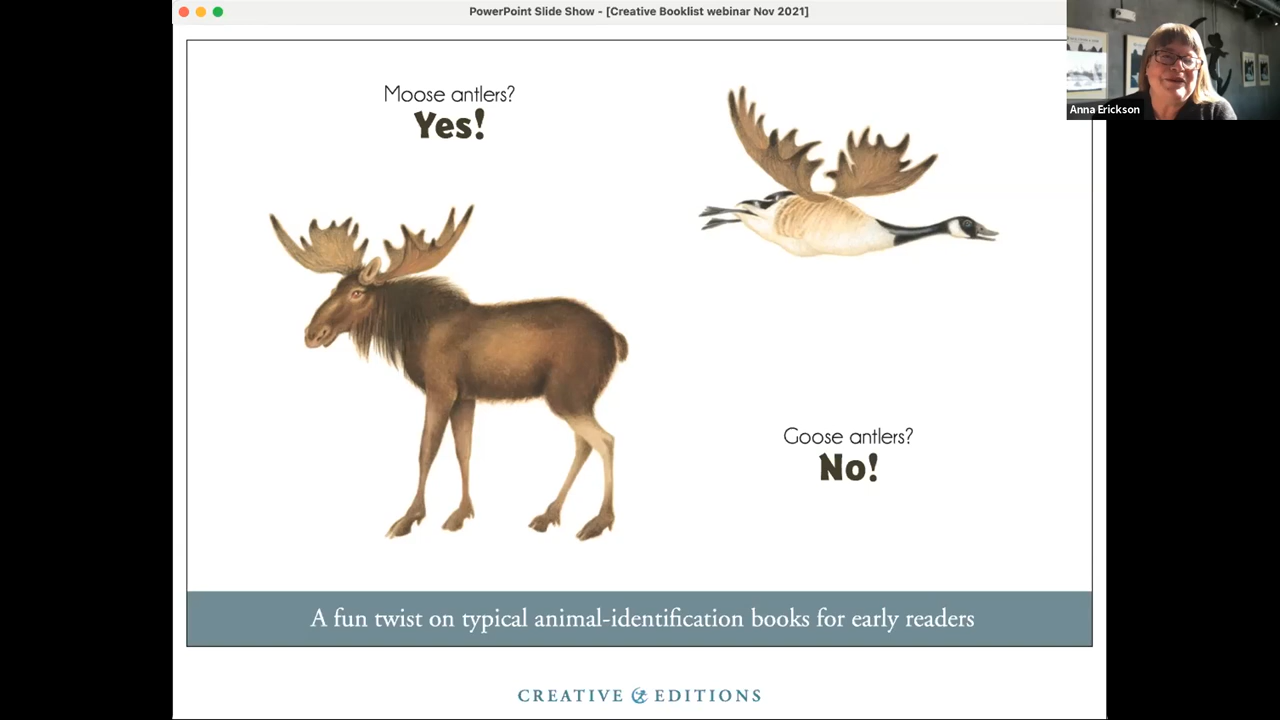 PowerPoint Slide Show - [Creative Booklist webinar Nov 2021]
Anna Erickson
Moose antlers?
Yes!
Goose antlers?
No!
A fun twist on typical animal-identification books for early readers
CREATIVE EDITIONS